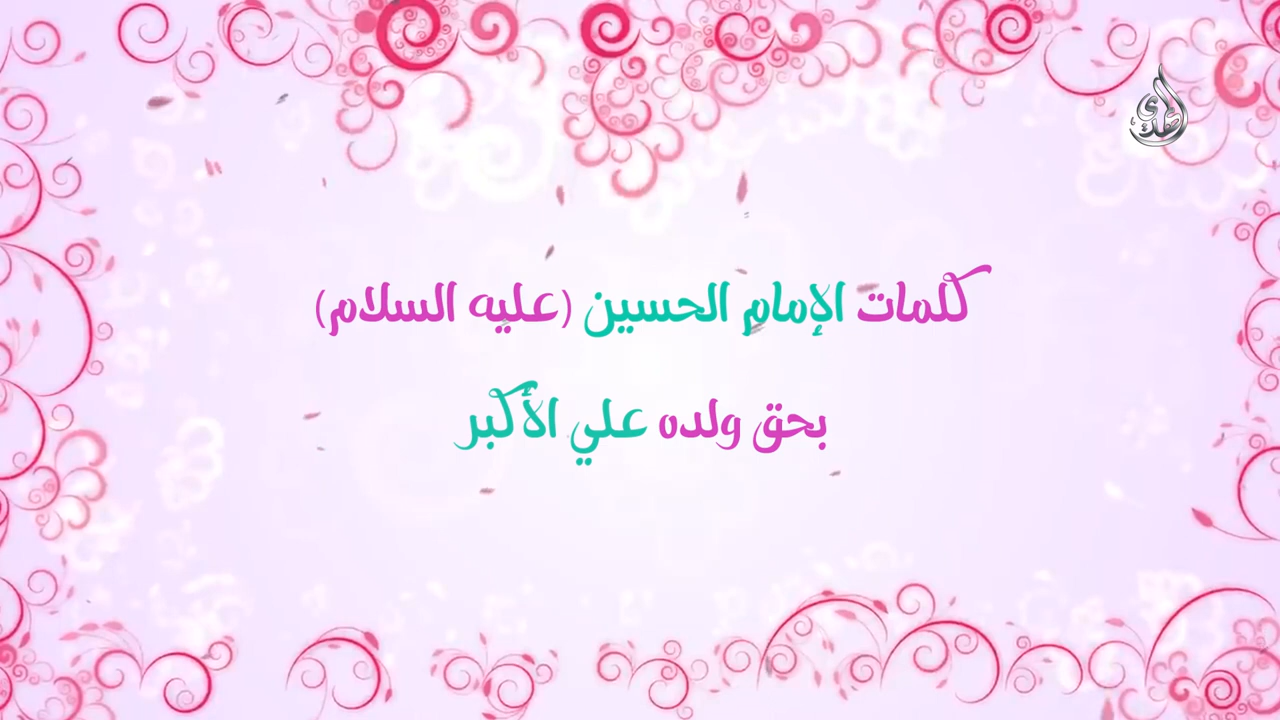 كلمات الإمام الحسين (عليه السلام)
بحق ولده علي الأكبر